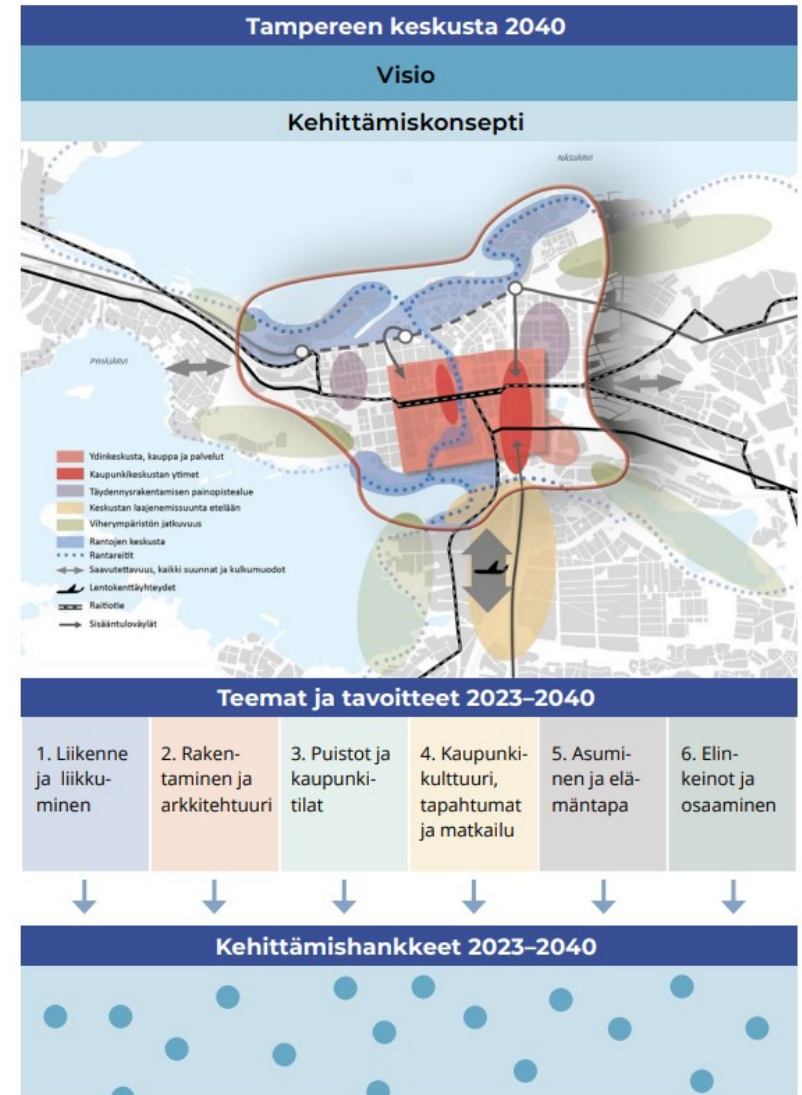 Tampereen keskusta 2040
Visio
Kehittämiskonsepti
NÄSIJÄRVI
PYHÄJÄRVI
Ydinkeskusta, kauppa ja palvelut
Kaupunkikeskustan ytimet
Täydennysrakentamisen painopistealue
Keskustan laajenemissuunta etelään
Viherympäristön jatkuvuus
Rantojen keskusta
Rantareitit
Saavutettavuus, kaikki suunnat ja kulkumuodot
Lentokenttäyhteydet
Raitiotie
Sisääntuloväylät
Teemat ja tavoitteet 2023–2040
1. Liikenne
ja liikku-
minen
2. Raken-
taminen ja
arkkitehtuuri
3. Puistot ja
kaupunki-
tilat
4. Kaupunki-
kulttuuri,
tapahtumat
ja matkailu
5. Asumi-
nen ja elä-
mäntapa
6. Elin-
keinot ja
osaaminen
Kehittämishankkeet 2023–2040